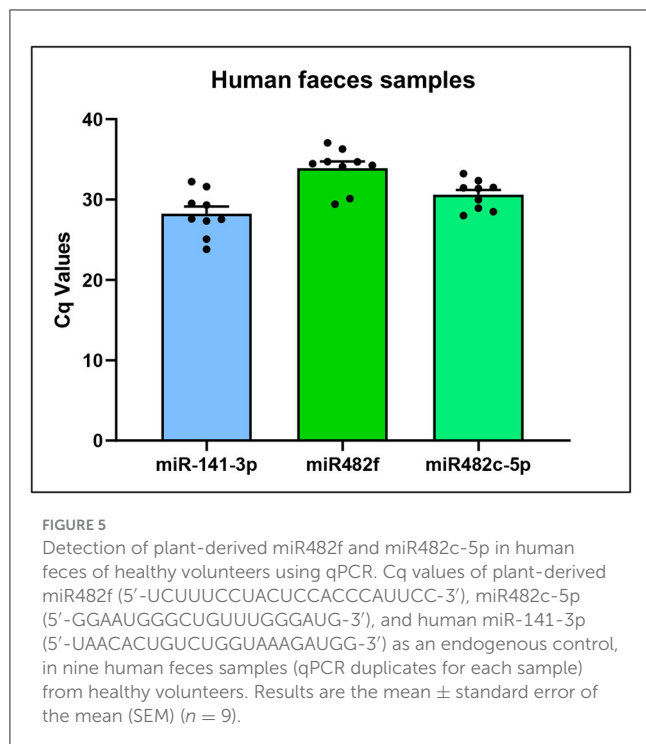 Human faeces samples
40
30
20
10
0
Cq Values
miR-141-3p miR482f miR482c-5p
FIGURE 5
Detection of plant-derived miR482f and miR482c-5p in human
feces of healthy volunteers using qPCR. Cq values of plant-derived
miR482f (5′-UCUUUCCUACUCCACCCAUUCC-3′), miR482c-5p
(5′-GGAAUGGGCUGUUUGGGAUG-3′), and human miR-141-3p
(5′-UAACACUGUCUGGUAAAGAUGG-3′) as an endogenous control,
in nine human feces samples (qPCR duplicates for each sample)
from healthy volunteers. Results are the mean ± standard error of
the mean (SEM) (n = 9).